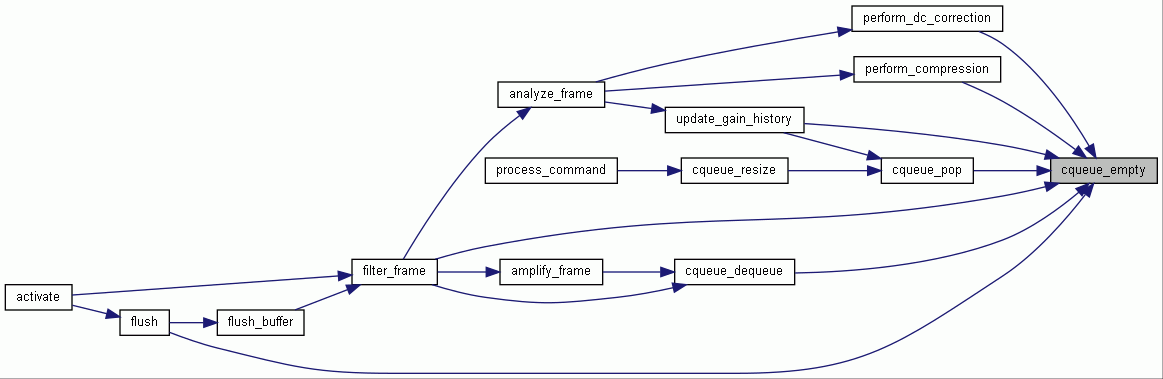 perform_dc_correction
perform_compression
analyze_frame
update_gain_history
process_command
cqueue_resize
cqueue_pop
cqueue_empty
filter_frame
amplify_frame
cqueue_dequeue
activate
flush
flush_buffer